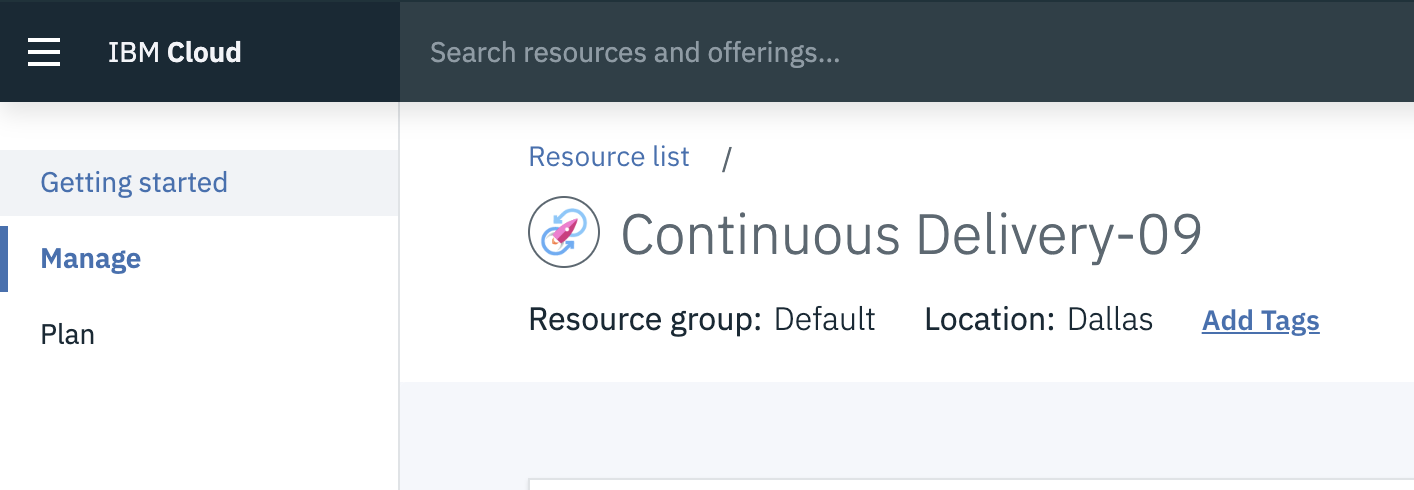 IBM Cloud
Search resources and offerings...
Getting started
Manage
Plan
Resource list /
Continuous Delivery-09
Resource group: Default Location: Dallas Add Tags